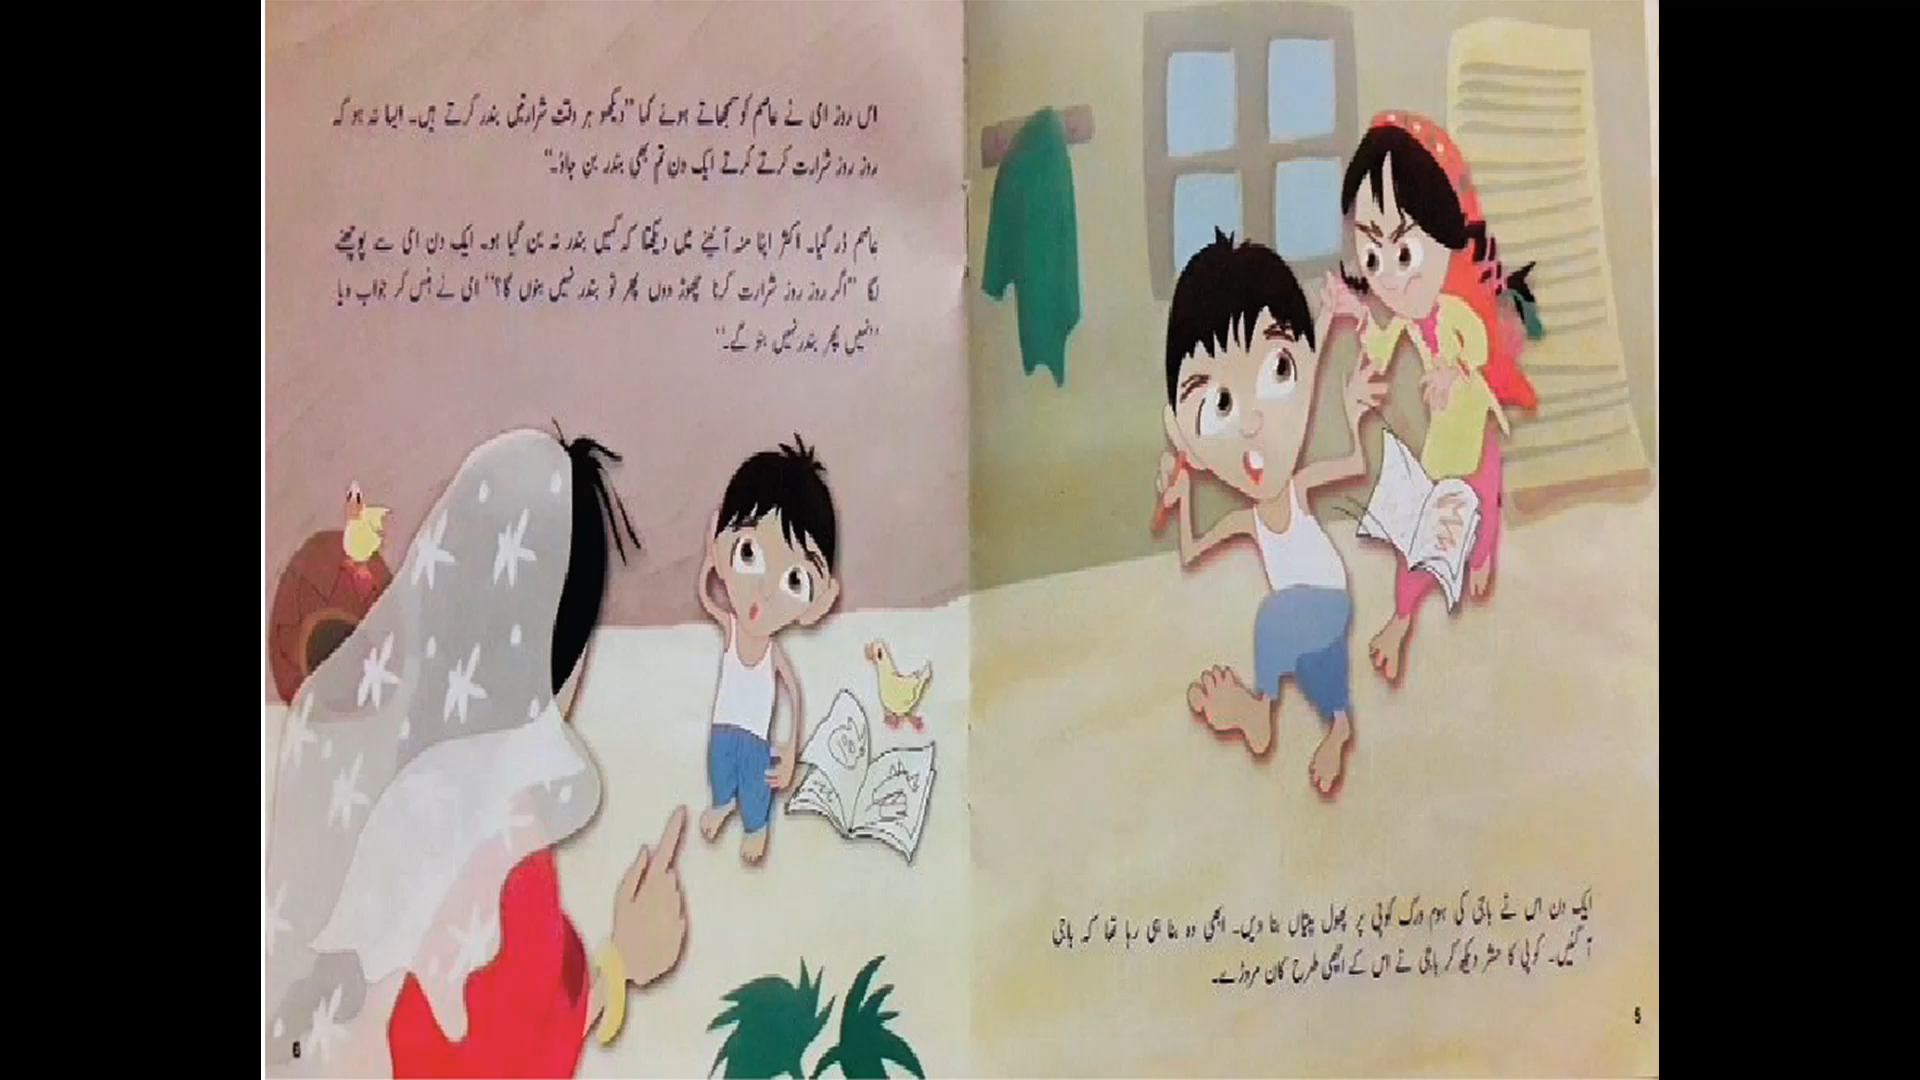 ایک دن اس نے باجی کی ہوم ورک کوپی پر پھول پتیاں بنا دیں۔ ابھی وہ بنا ہی رہا تھا کہ باجی
آ گئیں۔ کوپی کا حشر دیکھ کر باجی نے اس کے اچھی طرح کان مروڑے۔
5
اس روز امی نے عاصم کو سمجھاتے ہوئے کہا "دیکھو ہر وقت شرارتیں بندر کرتے ہیں۔ ایسا نہ ہو کہ
روز روز شرارت کرتے کرتے ایک دن تم بھی بندر بن جاؤ۔"
عاصم ڈر گیا۔ اکثر اپنا منہ آئینے میں دیکھتا کہ کہیں بندر نہ بن گیا ہو۔ ایک دن امی سے پوچھنے
لگا "اگر روز روز شرارت کرنا چھوڑ دوں پھر تو بندر نہیں بنوں گا؟" امی نے ہنس کر جواب دیا
"نہیں پھر بندر نہیں بنو گے۔"
6